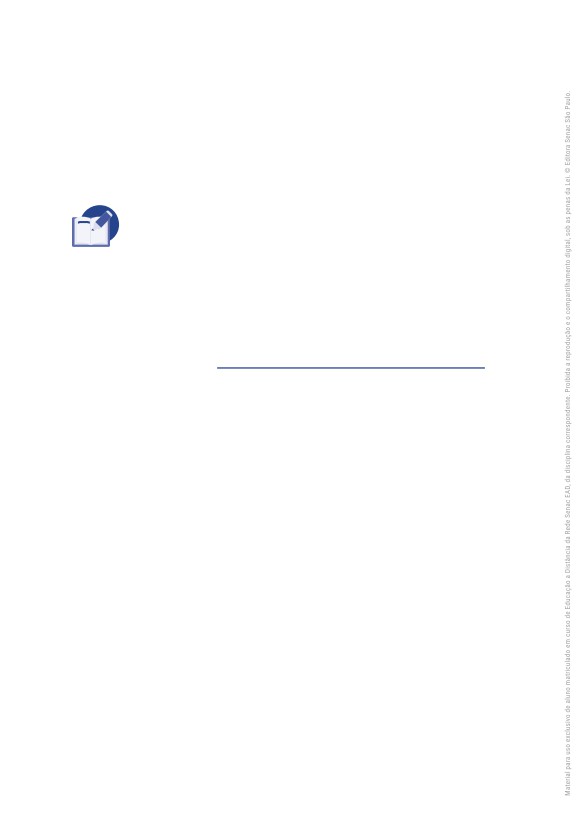 Material para uso exclusivo de aluno matriculado em curso de Educação a Distância da Rede Senac EAD, da disciplina correspondente. Proibida a reprodução e o compartilhamento digital, sob as penas da Lei. © Editora Senac São Paulo.